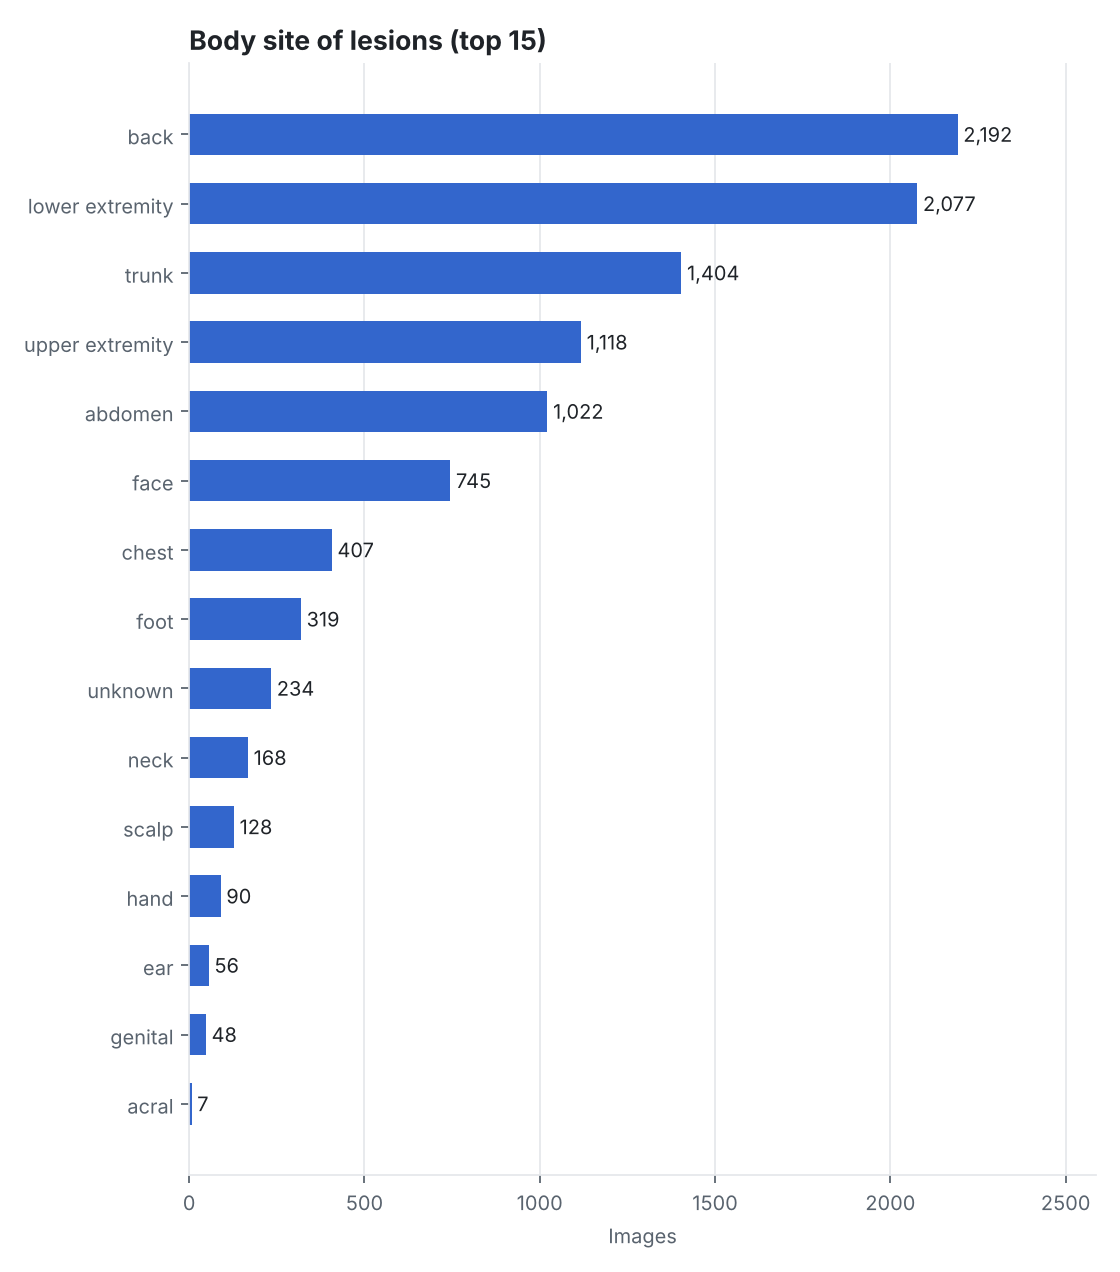 Body site of lesions (top 15)
back 2,192
lower extremity 2,077
trunk 1,404
upper extremity 1,118
abdomen 1,022
face 745
chest 407
foot 319
unknown 234
neck 168
scalp 128
hand 90
ear 56
genital 48
acral 7
0 500 1000 1500 2000 2500
Images